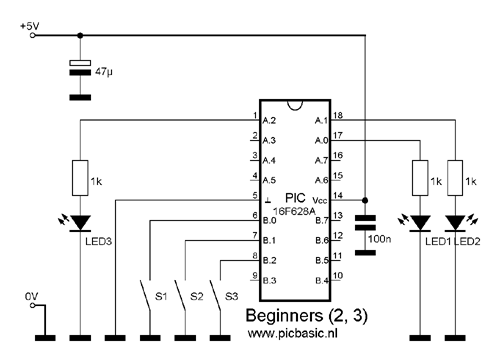 +5V
47µ
1 A.2 A.1 18
2 A.3 A.0 17
3 A.4 A.7 16
4 A.5 A.6 15
5 ⊥ PIC Vcc 14
16F628A
6 B.0 B.7 13
7 B.1 B.6 12
8 B.2 B.5 11
9 B.3 B.4 10
1k
1k
1k
LED3
LED1
LED2
100n
S1
S2
S3
0V
Beginners (2, 3)
www.picbasic.nl